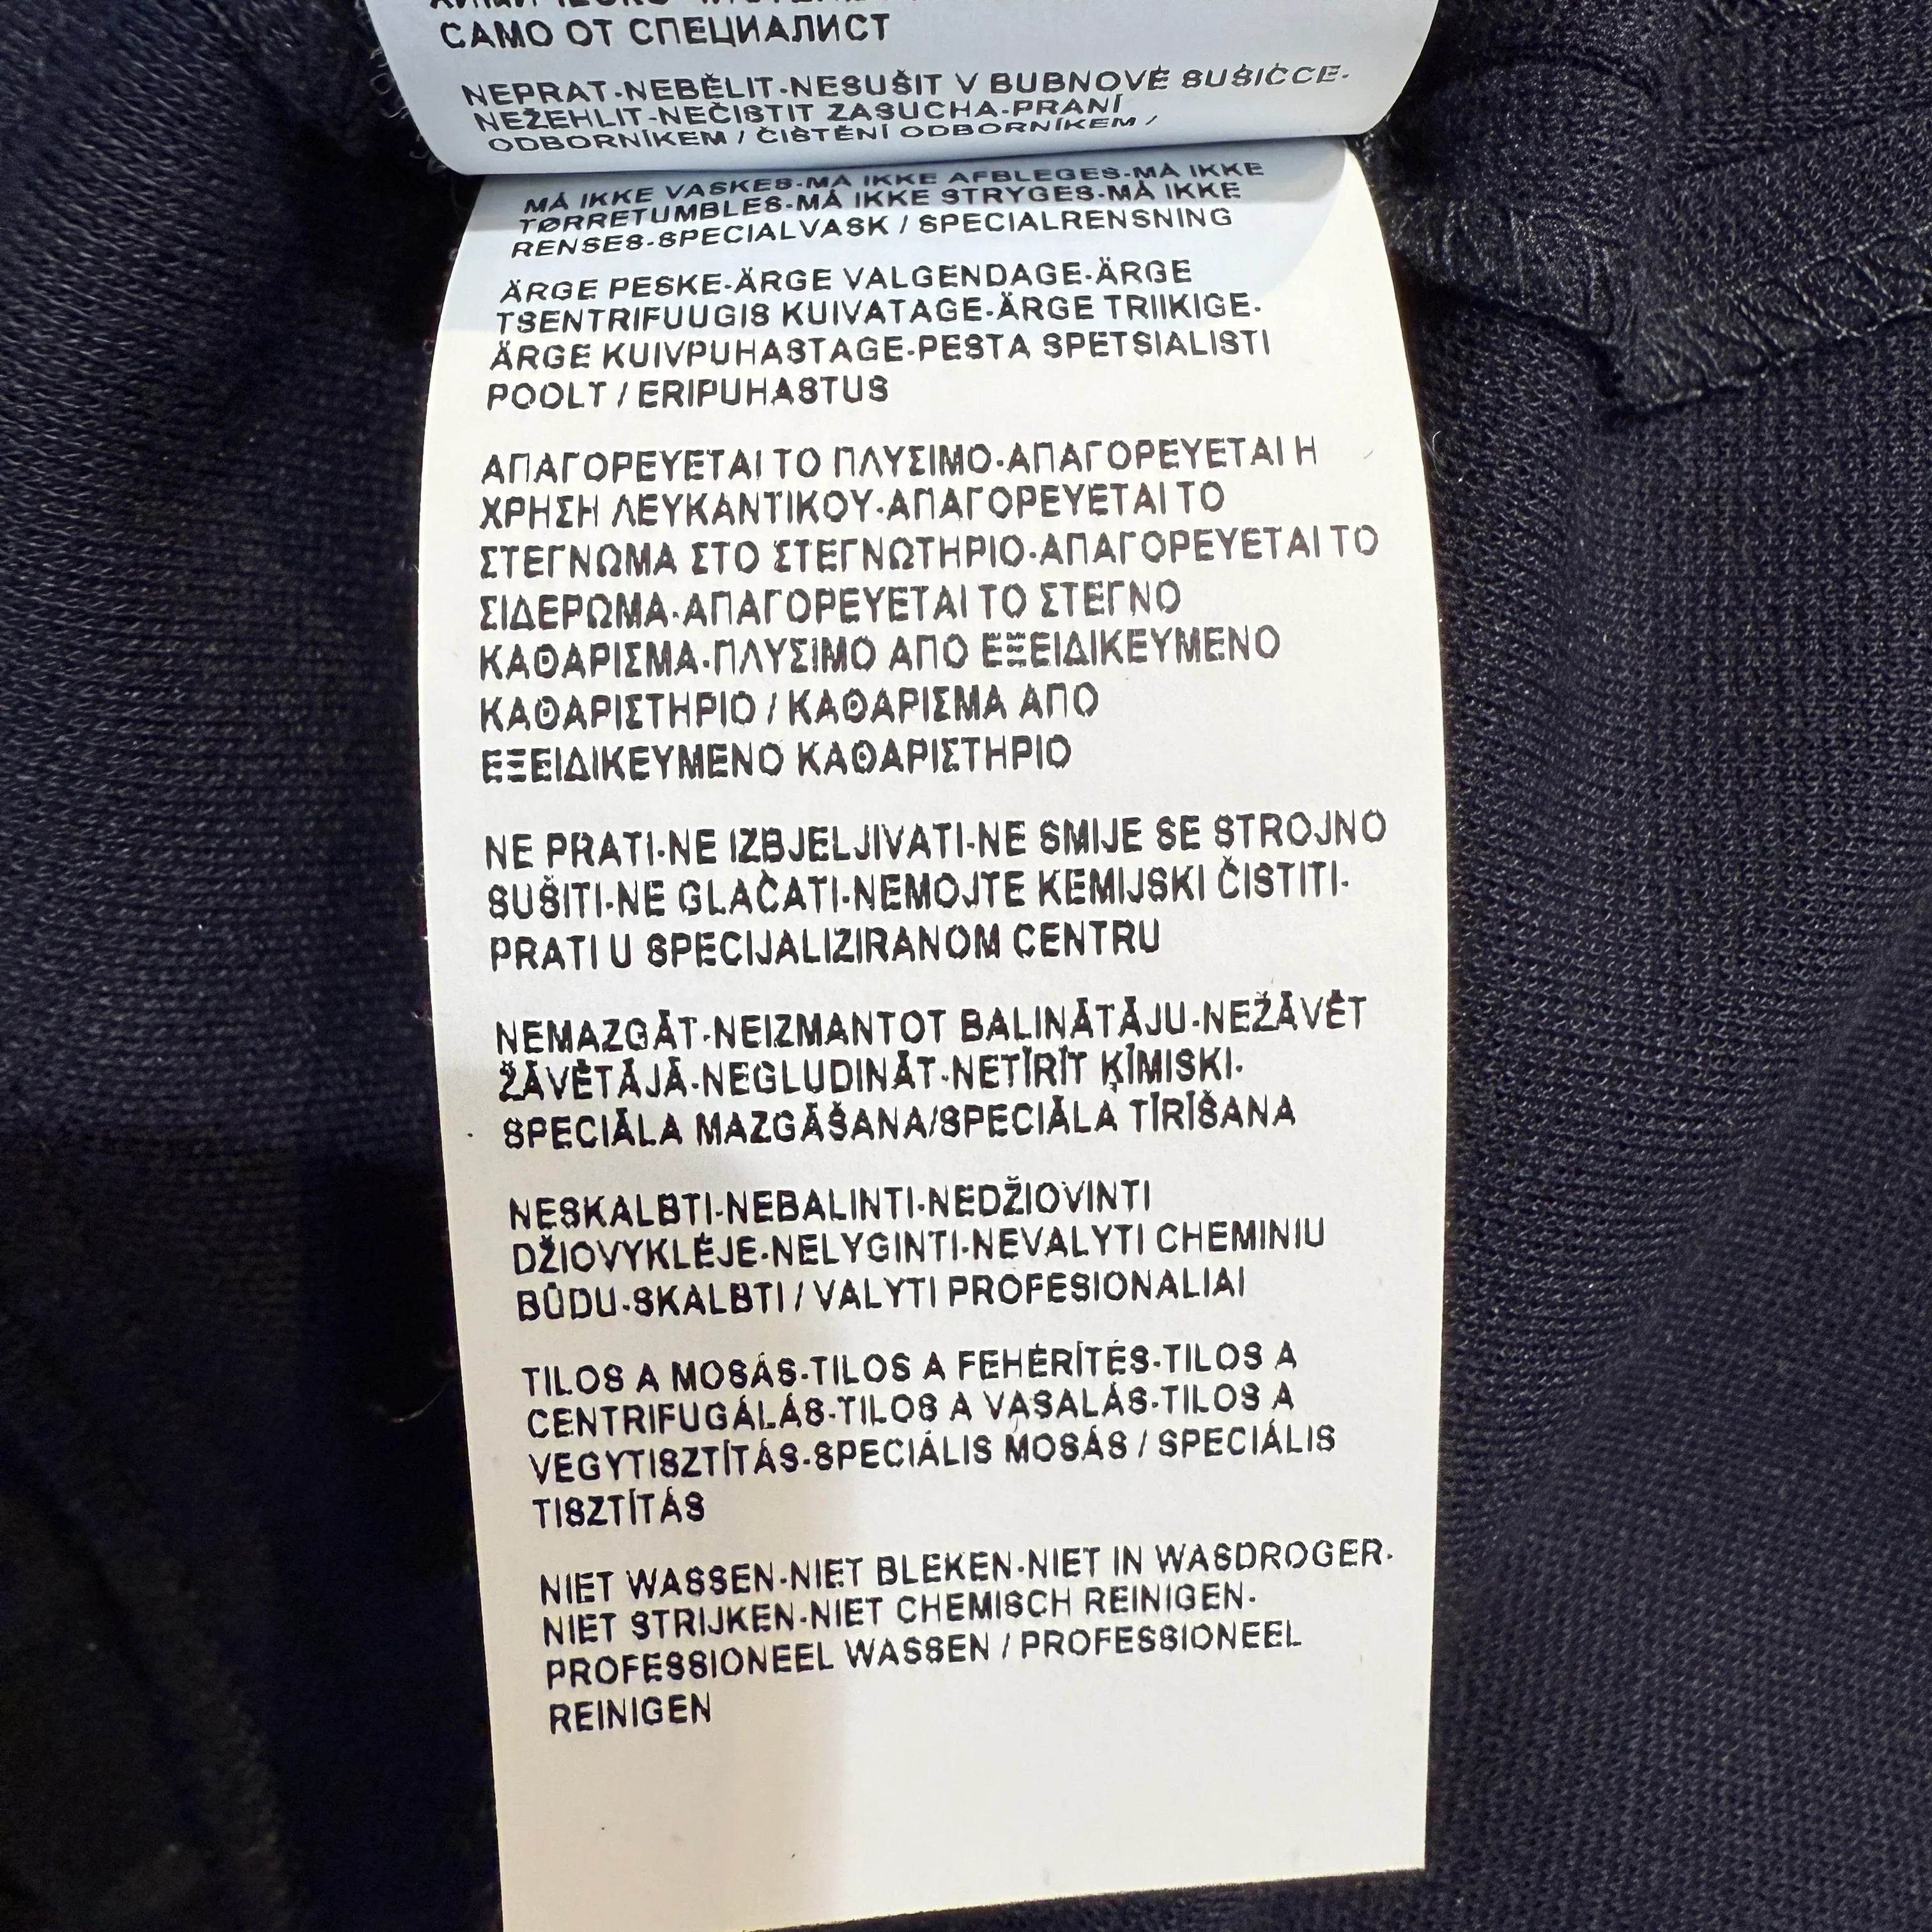 САМО ОТ СПЕЦИАЛИСТ
NEPRAT-NEBĚLIT-NESUŠIT V BUBNOVÉ SUŠIČCE-
NEŽEHLIT-NEČISTIT ZASUCHA-PRANÍ
ODBORNÍKEM / ČIŠTĚNÍ ODBORNÍKEM /
MÅ IKKE VASKES-MÅ IKKE AFBLEGES-MÅ IKKE
TØRRETUMBLES-MÅ IKKE STRYGES-MÅ IKKE
RENSES-SPECIALVASK / SPECIALRENSNING
ÄRGE PESKE-ÄRGE VALGENDAGE-ÄRGE
TSENTRIFUUGIS KUIVATAGE-ÄRGE TRIIKIGE-
ÄRGE KUIVPUHASTAGE-PESTA SPETSIALISTI
POOLT / ERIPUHASTUS
ΑΠΑΓΟΡΕΥΕΤΑΙ ΤΟ ΠΛΥΣΙΜΟ-ΑΠΑΓΟΡΕΥΕΤΑΙ Η
ΧΡΗΣΗ ΛΕΥΚΑΝΤΙΚΟΥ-ΑΠΑΓΟΡΕΥΕΤΑΙ ΤΟ
ΣΤΕΓΝΩΜΑ ΣΤΟ ΣΤΕΓΝΩΤΗΡΙΟ-ΑΠΑΓΟΡΕΥΕΤΑΙ ΤΟ
ΣΙΔΕΡΩΜΑ-ΑΠΑΓΟΡΕΥΕΤΑΙ ΤΟ ΣΤΕΓΝΟ
ΚΑΘΑΡΙΣΜΑ-ΠΛΥΣΙΜΟ ΑΠΟ ΕΞΕΙΔΙΚΕΥΜΕΝΟ
ΚΑΘΑΡΙΣΤΗΡΙΟ / ΚΑΘΑΡΙΣΜΑ ΑΠΟ
ΕΞΕΙΔΙΚΕΥΜΕΝΟ ΚΑΘΑΡΙΣΤΗΡΙΟ
NE PRATI-NE IZBJELJIVATI-NE SMIJE SE STROJNO
SUŠITI-NE GLAČATI-NEMOJTE KEMIJSKI ČISTITI-
PRATI U SPECIJALIZIRANOM CENTRU
NEMAZGĀT-NEIZMANTOT BALINĀTĀJU-NEŽĀVĒT
ŽĀVĒTĀJĀ-NEGLUDINĀT-NETĪRĪT ĶĪMISKI-
SPECIĀLA MAZGĀŠANA/SPECIĀLA TĪRĪŠANA
NESKALBTI-NEBALINTI-NEDŽIOVINTI
DŽIOVYKLĖJE-NELYGINTI-NEVALYTI CHEMINIU
BŪDU-SKALBTI / VALYTI PROFESIONALIAI
TILOS A MOSÁS-TILOS A FEHÉRÍTÉS-TILOS A
CENTRIFUGÁLÁS-TILOS A VASALÁS-TILOS A
VEGYTISZTÍTÁS-SPECIÁLIS MOSÁS / SPECIÁLIS
TISZTÍTÁS
NIET WASSEN-NIET BLEKEN-NIET IN WASDROGER-
NIET STRIJKEN-NIET CHEMISCH REINIGEN-
PROFESSIONEEL WASSEN / PROFESSIONEEL
REINIGEN